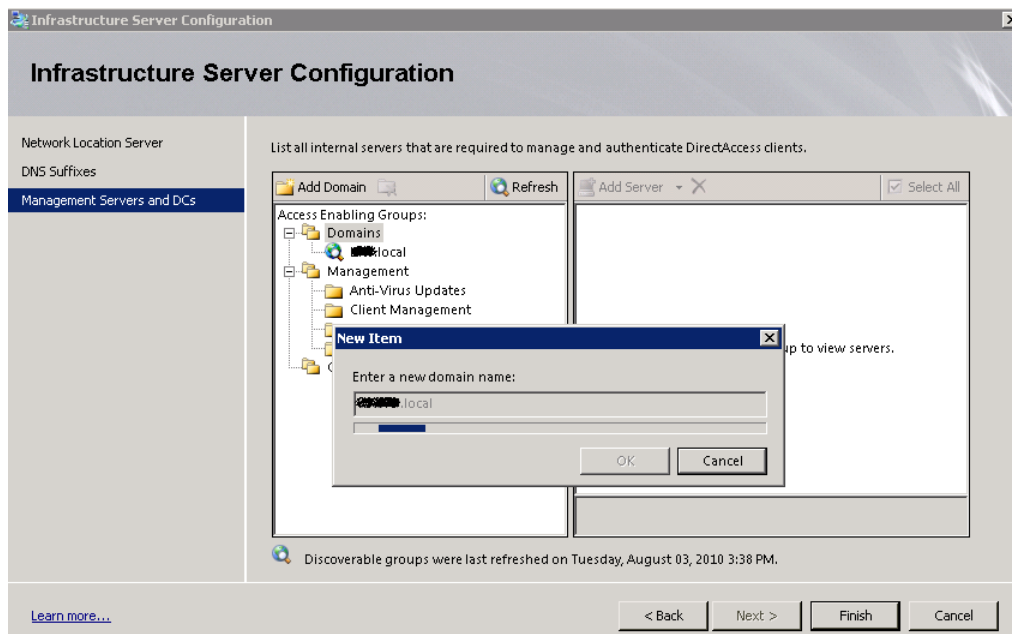 Infrastructure Server Configuration
Infrastructure Server Configuration
Network Location Server
DNS Suffixes
Management Servers and DCs
List all internal servers that are required to manage and authenticate DirectAccess clients.
Add Domain
Refresh
Add Server
Select All
Access Enabling Groups:
Domains
local
Management
Anti-Virus Updates
Client Management
up to view servers.
New Item
Enter a new domain name:
.local
OK
Cancel
Discoverable groups were last refreshed on Tuesday, August 03, 2010 3:38 PM.
Learn more...
< Back
Next >
Finish
Cancel